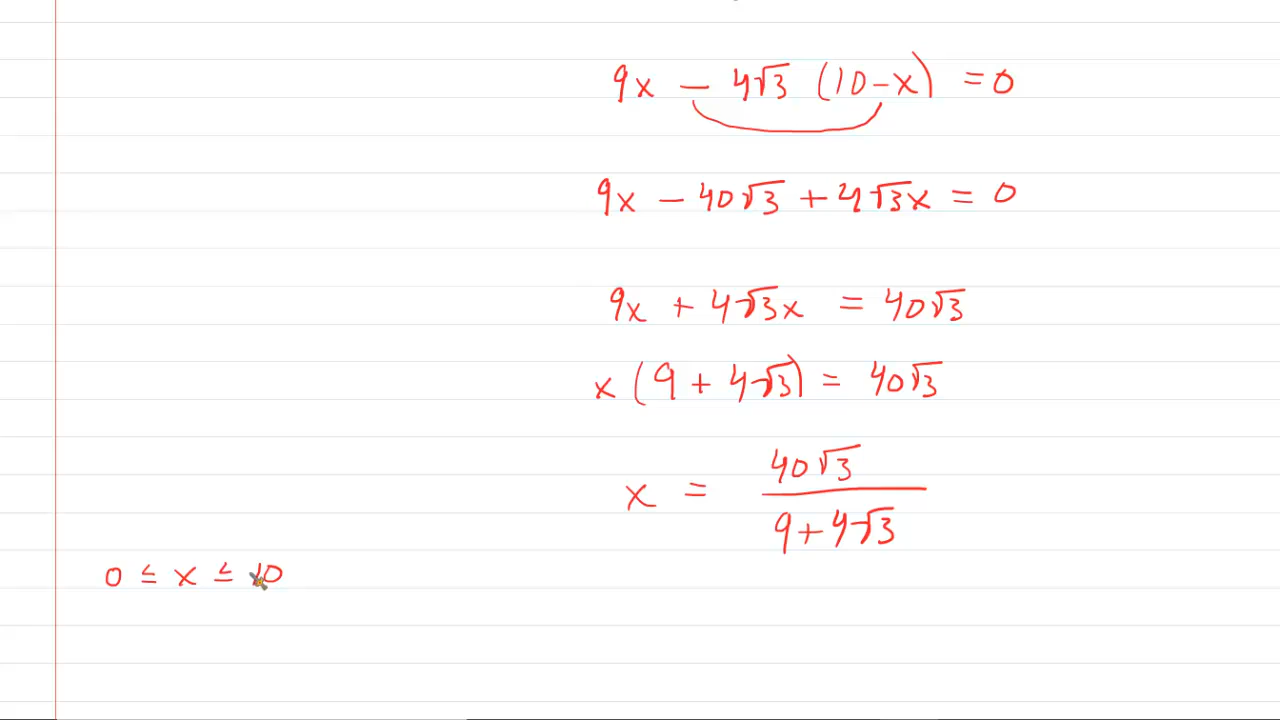 9x − 4√3 (10 − x) = 0
9x − 40√3 + 4√3x = 0
9x + 4√3x = 40√3
x (9 + 4√3) = 40√3
x = 40√3 / 9 + 4√3
0 ≤ x ≤ 10